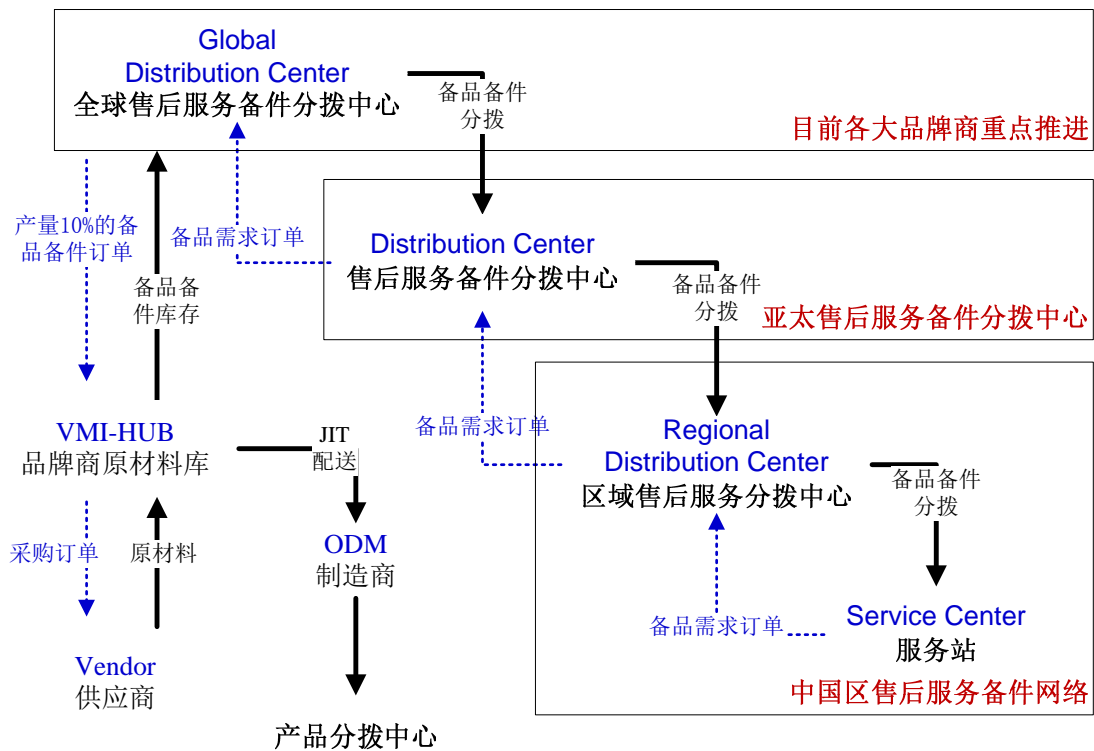 Global
Distribution Center
全球售后服务备件分拨中心
备品备件
分拨
目前各大品牌商重点推进
产量10%的备
品备件订单
备品需求订单
备品备
件库存
Distribution Center
售后服务备件分拨中心
备品备件
分拨
亚太售后服务备件分拨中心
VMI-HUB
品牌商原材料库
JIT
配送
备品需求订单
Regional
Distribution Center
区域售后服务分拨中心
备品备件
分拨
采购订单
原材料
ODM
制造商
备品需求订单
Service Center
服务站
Vendor
供应商
中国区售后服务备件网络
产品分拨中心